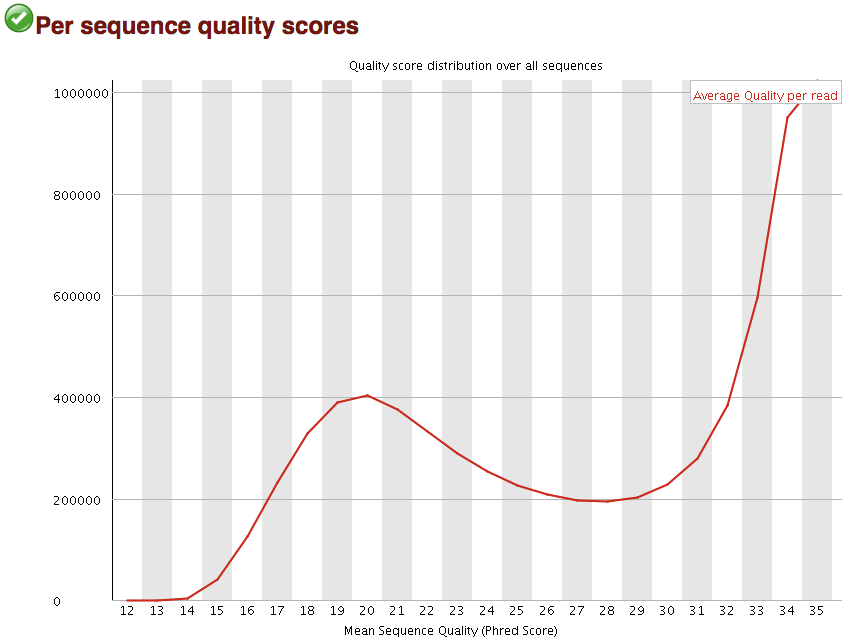 Per sequence quality scores
Quality score distribution over all sequences
Average Quality per read
1000000
800000
600000
400000
200000
0
12 13 14 15 16 17 18 19 20 21 22 23 24 25 26 27 28 29 30 31 32 33 34 35
Mean Sequence Quality (Phred Score)